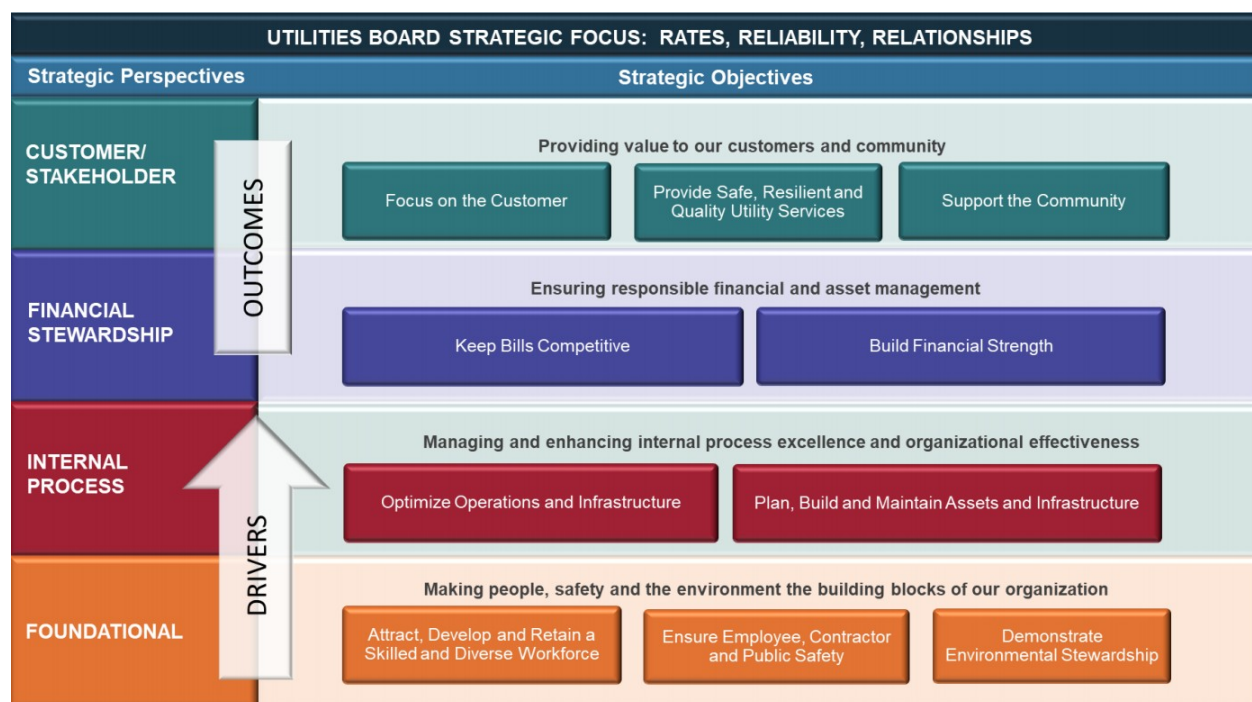 UTILITIES BOARD STRATEGIC FOCUS: RATES, RELIABILITY, RELATIONSHIPS
Strategic Perspectives
Strategic Objectives
CUSTOMER/
STAKEHOLDER
OUTCOMES
Providing value to our customers and community
Focus on the Customer
Provide Safe, Resilient and
Quality Utility Services
Support the Community
FINANCIAL
STEWARDSHIP
Ensuring responsible financial and asset management
Keep Bills Competitive
Build Financial Strength
INTERNAL
PROCESS
DRIVERS
Managing and enhancing internal process excellence and organizational effectiveness
Optimize Operations and Infrastructure
Plan, Build and Maintain Assets and Infrastructure
FOUNDATIONAL
Making people, safety and the environment the building blocks of our organization
Attract, Develop and Retain a
Skilled and Diverse Workforce
Ensure Employee, Contractor
and Public Safety
Demonstrate
Environmental Stewardship